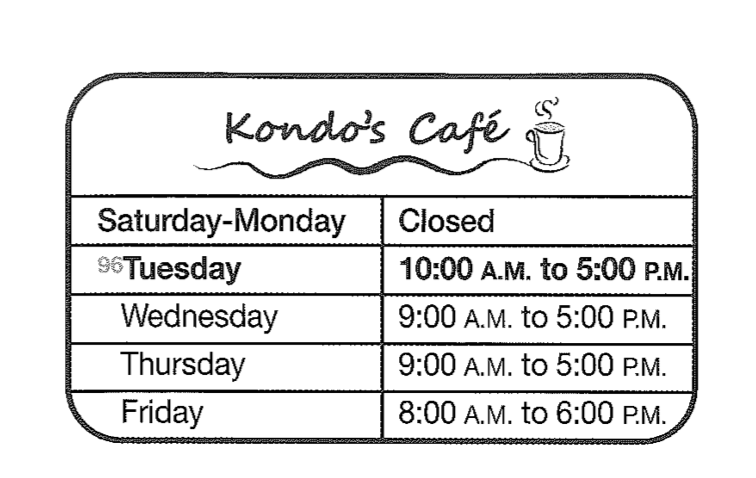 Kondo's Café
Saturday-Monday Closed
96Tuesday 10:00 A.M. to 5:00 P.M.
Wednesday 9:00 A.M. to 5:00 P.M.
Thursday 9:00 A.M. to 5:00 P.M.
Friday 8:00 A.M. to 6:00 P.M.